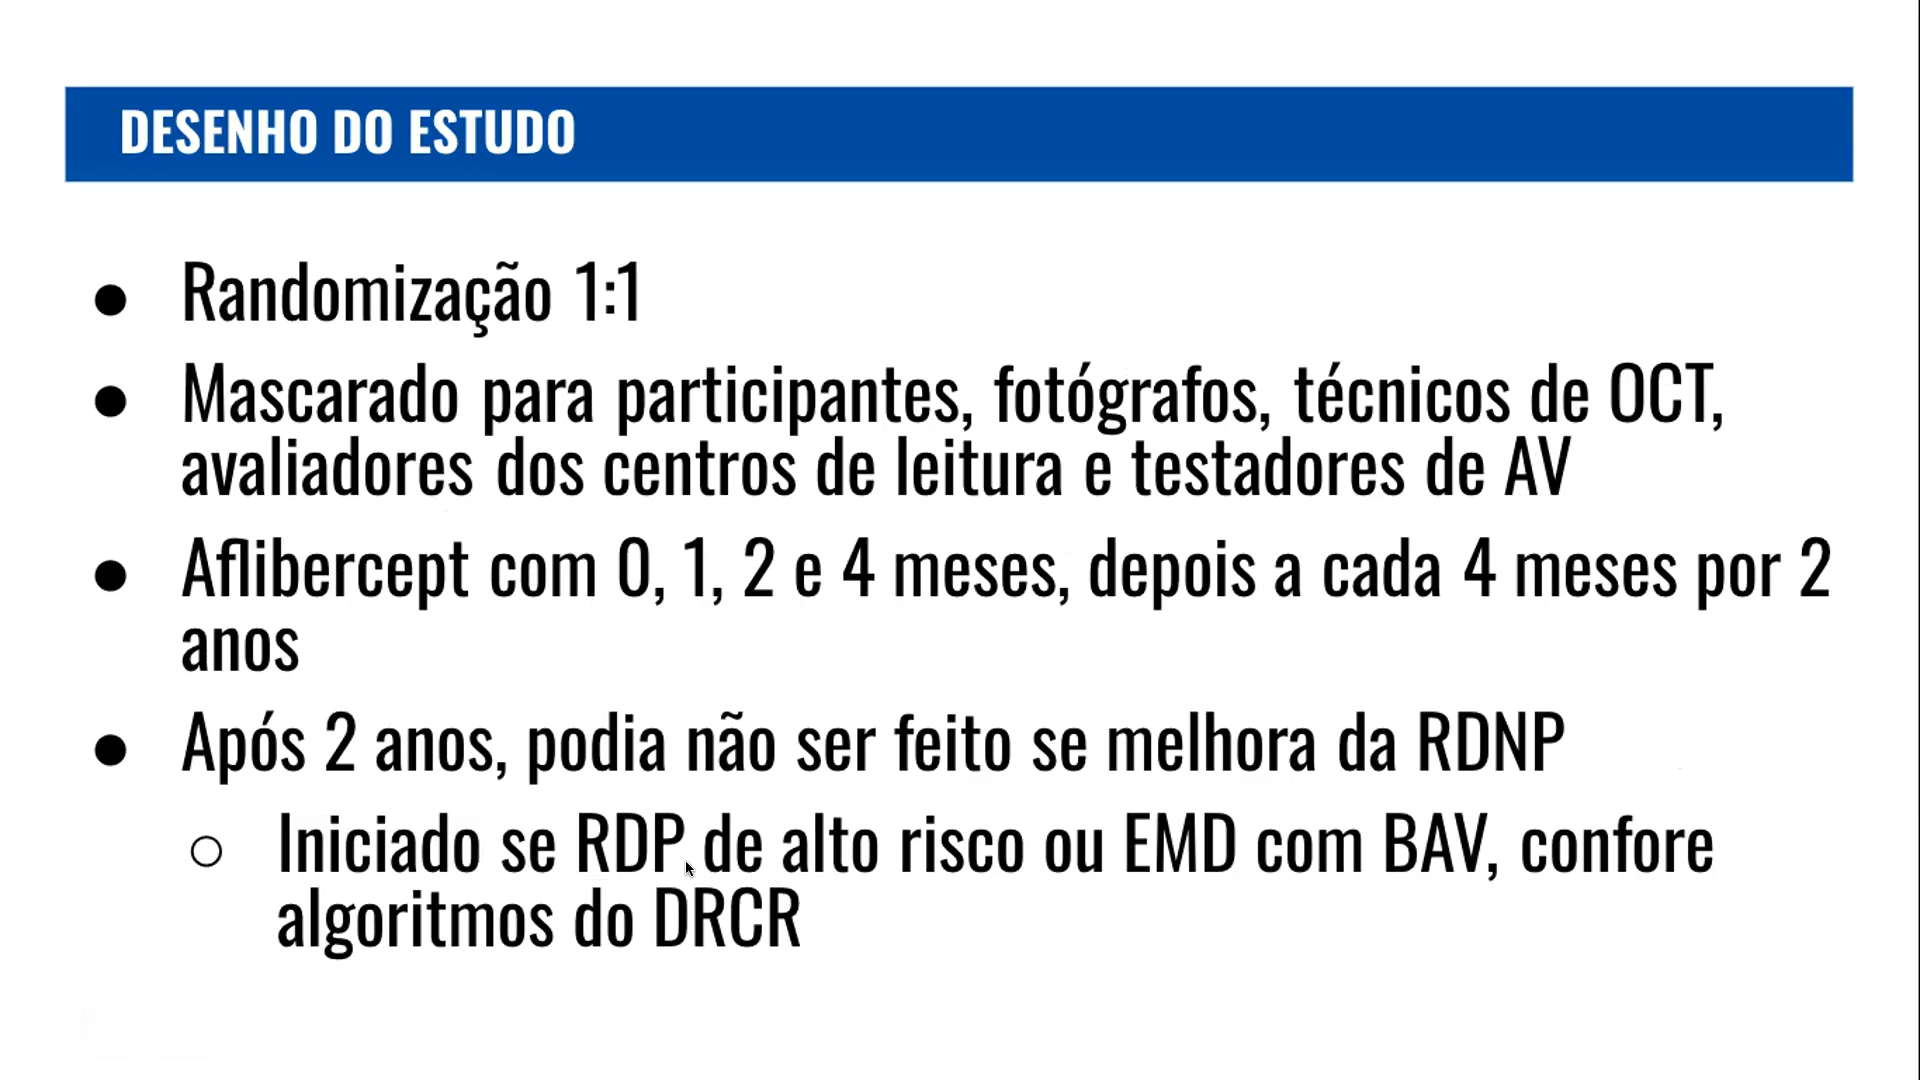 DESENHO DO ESTUDO
● Randomização 1:1
● Mascarado para participantes, fotógrafos, técnicos de OCT,
avaliadores dos centros de leitura e testadores de AV
● Aflibercept com 0, 1, 2 e 4 meses, depois a cada 4 meses por 2
anos
● Após 2 anos, podia não ser feito se melhora da RDNP
○ Iniciado se RDP de alto risco ou EMD com BAV, confore
algoritmos do DRCR